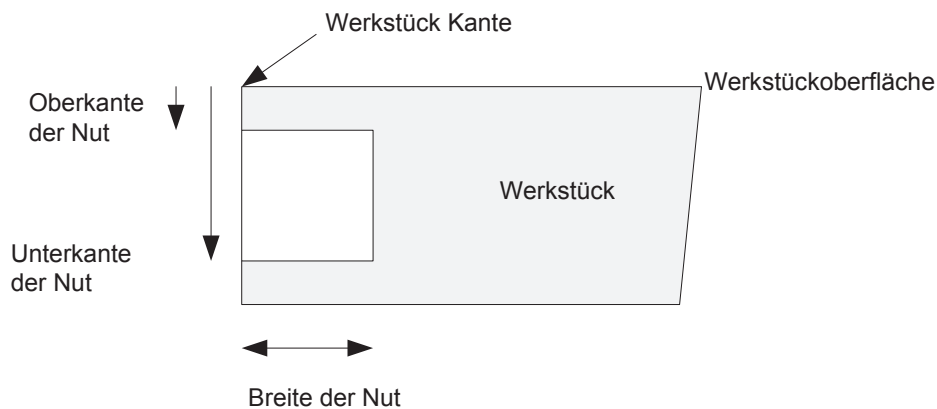 Werkstück Kante
Werkstückoberfläche
Oberkante
der Nut
Werkstück
Unterkante
der Nut
Breite der Nut